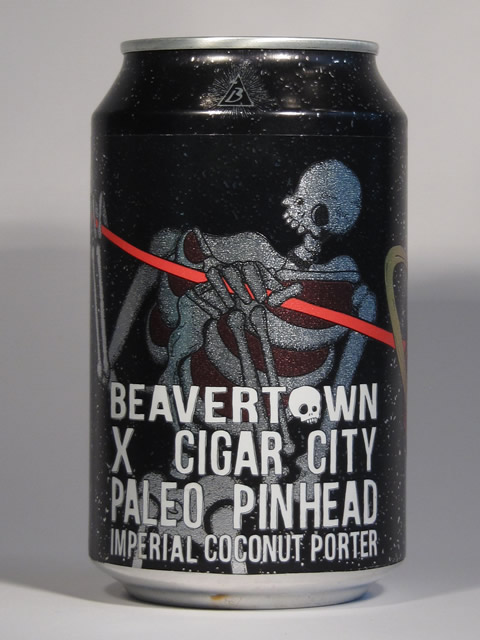 B
BEAVERTOWN
X CIGAR CITY
PALEO PINHEAD
IMPERIAL COCONUT PORTER